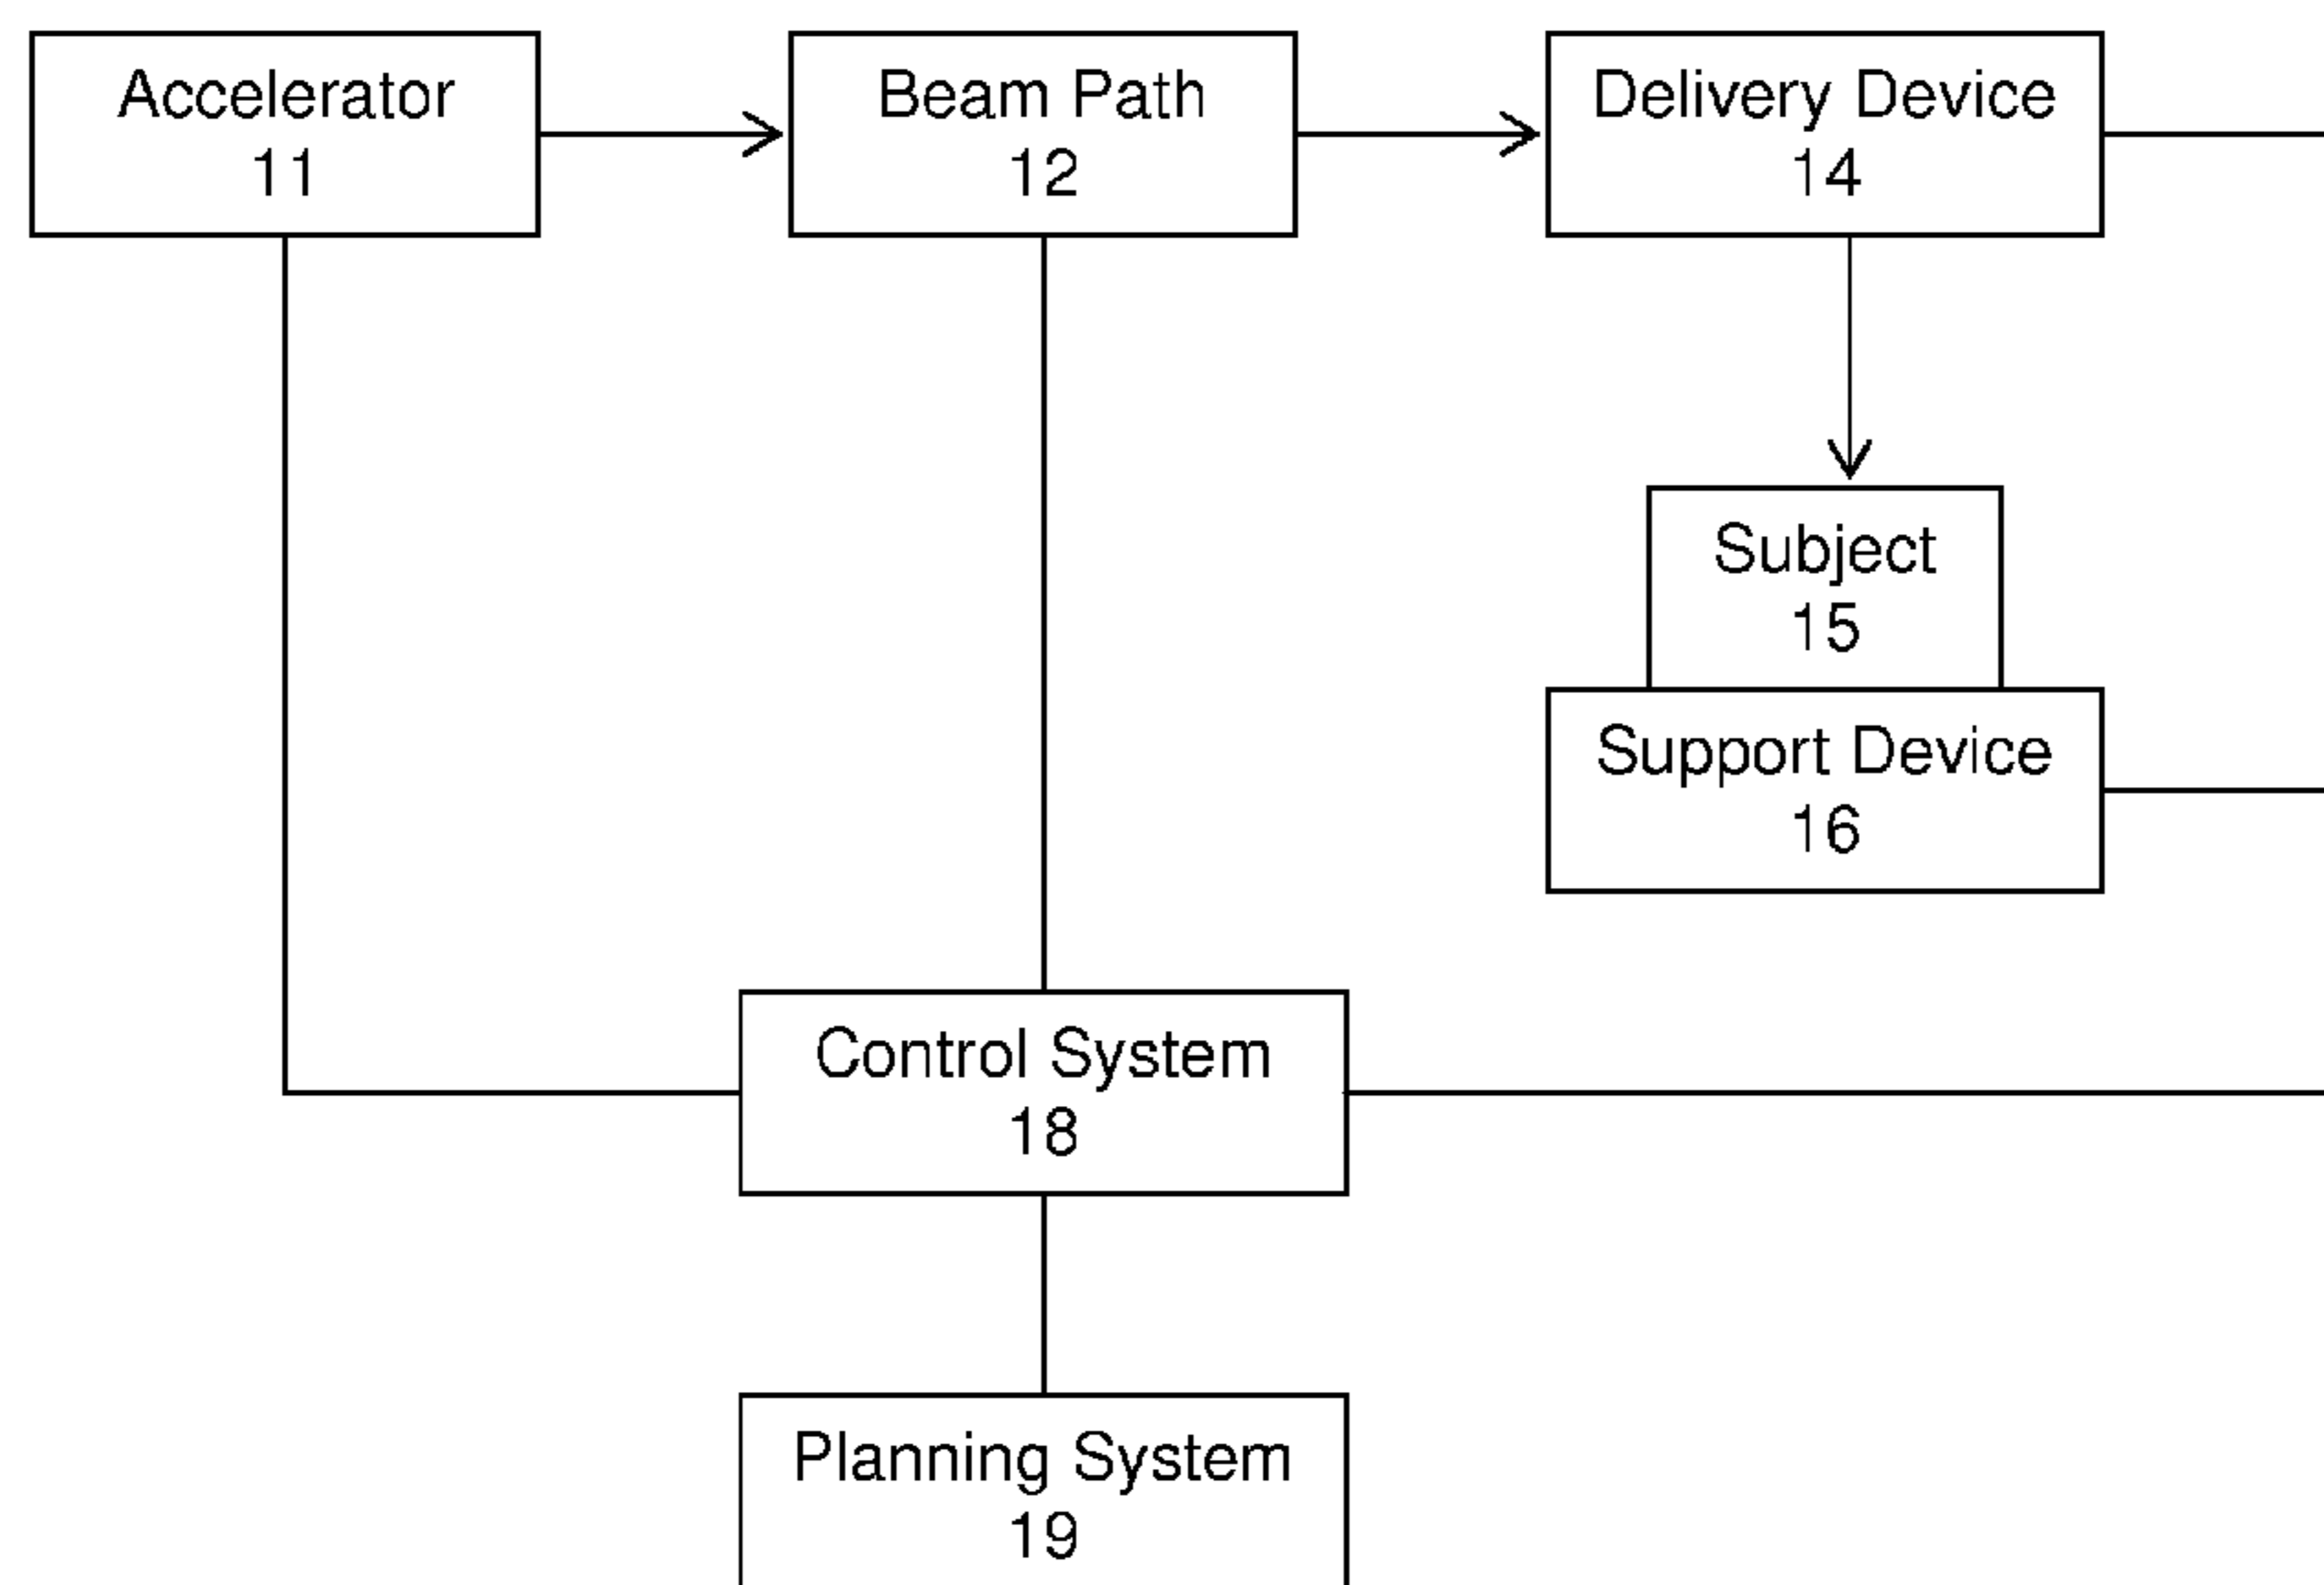 Accelerator
11
Beam Path
12
Delivery Device
14
Subject
15
Support Device
16
Control System
18
Planning System
19